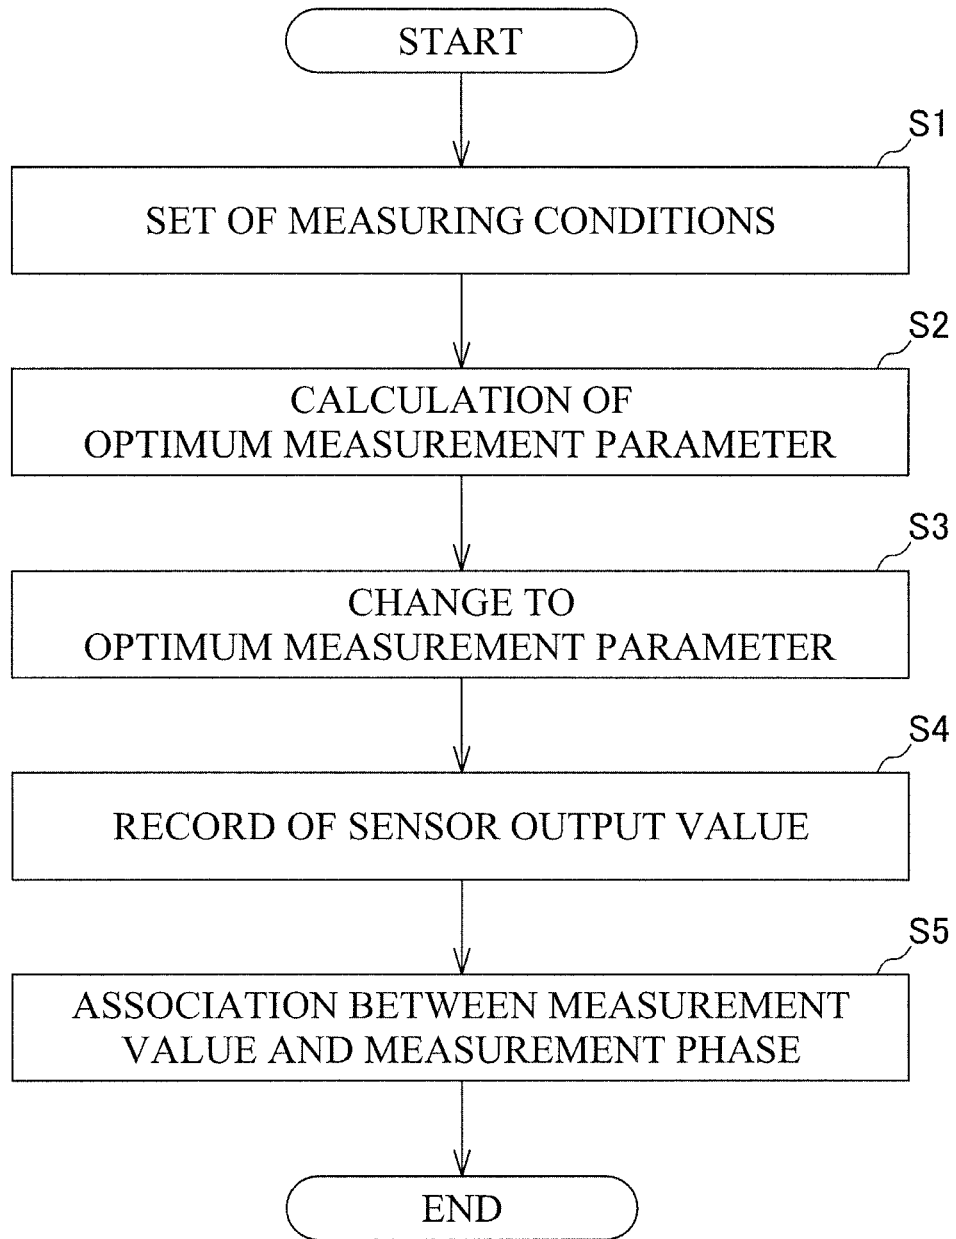 START
S1
SET OF MEASURING CONDITIONS
S2
CALCULATION OF
OPTIMUM MEASUREMENT PARAMETER
S3
CHANGE TO
OPTIMUM MEASUREMENT PARAMETER
S4
RECORD OF SENSOR OUTPUT VALUE
S5
ASSOCIATION BETWEEN MEASUREMENT
VALUE AND MEASUREMENT PHASE
END